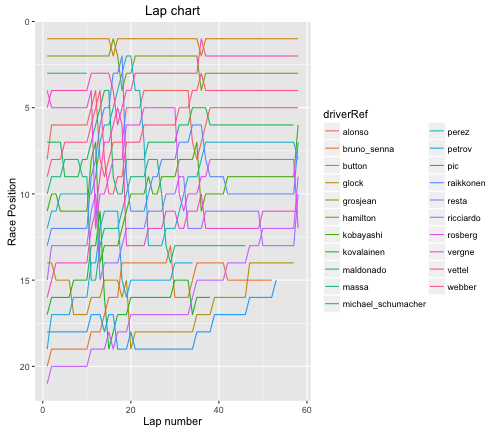 Lap chart
Race Position
0
5
10
15
20
0 20 40 60
Lap number
driverRef
alonso
bruno_senna
button
glock
grosjean
hamilton
kobayashi
kovalainen
maldonado
massa
michael_schumacher
perez
petrov
pic
raikkonen
resta
ricciardo
rosberg
vergne
vettel
webber